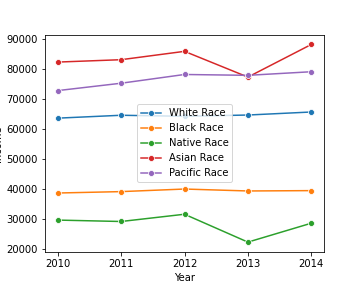 90000
80000
70000
60000
50000
40000
30000
20000
White Race
Black Race
Native Race
Asian Race
Pacific Race
2010 2011 2012 2013 2014
Year